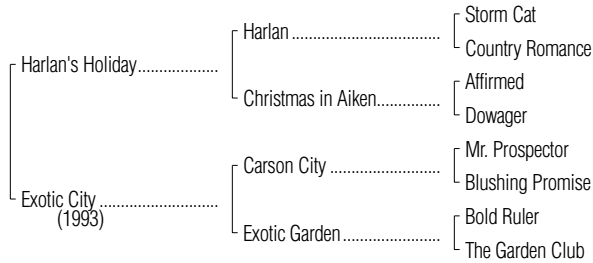 Storm Cat
Harlan
Country Romance
Harlan's Holiday
Affirmed
Christmas in Aiken
Dowager
Mr. Prospector
Carson City
Blushing Promise
Exotic City
(1993)
Bold Ruler
Exotic Garden
The Garden Club